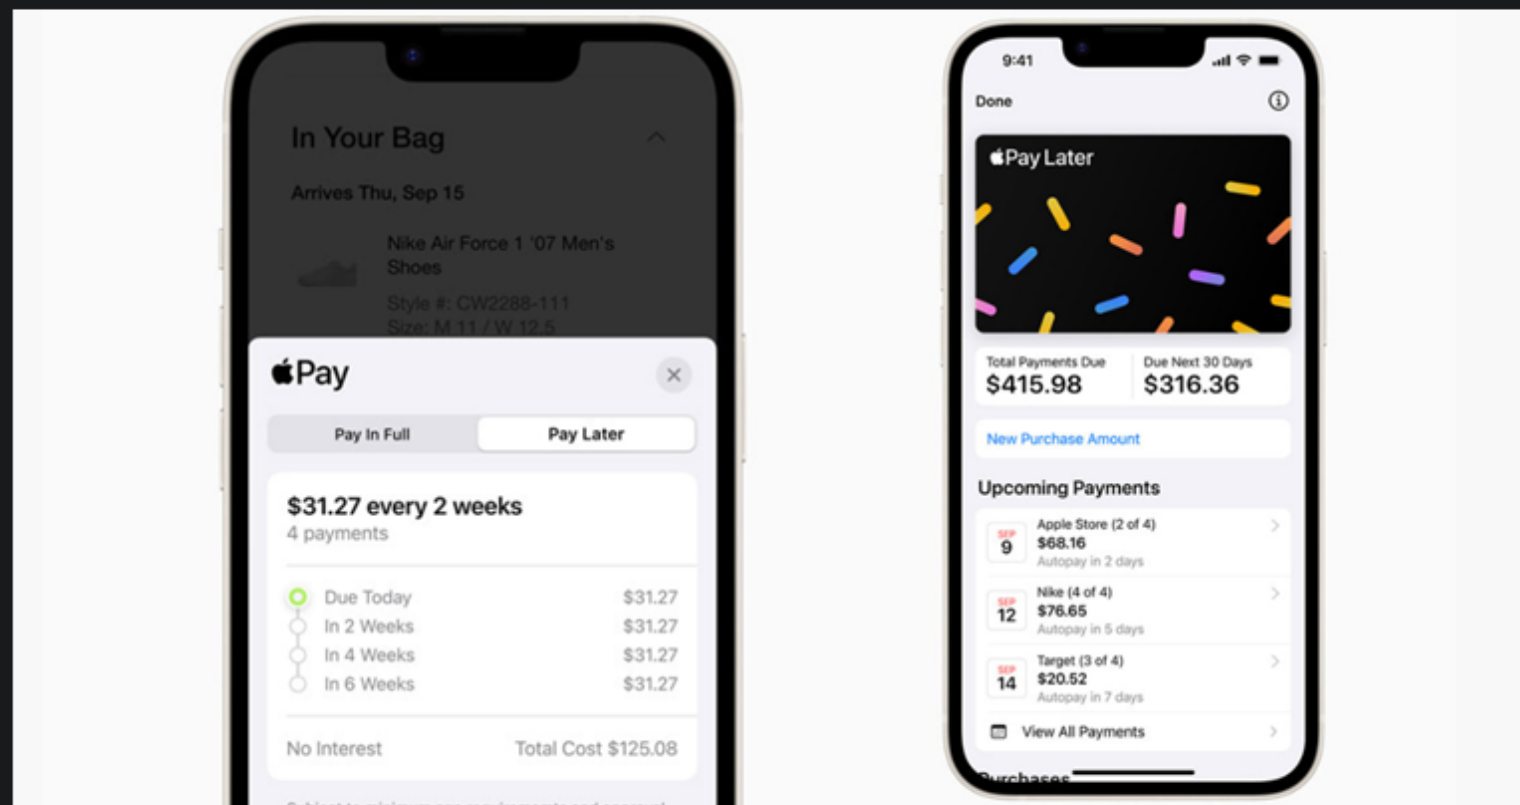 In Your Bag
Arrives Thu, Sep 15
Nike Air Force 1 '07 Men's
Shoes
Style #: CW2288-111
Size: M 11 / W 12.5
Pay
Pay In Full
Pay Later
$31.27 every 2 weeks
4 payments
Due Today $31.27
In 2 Weeks $31.27
In 4 Weeks $31.27
In 6 Weeks $31.27
No Interest Total Cost $125.08
9:41
Done
Pay Later
Total Payments Due Due Next 30 Days
$415.98 $316.36
New Purchase Amount
Upcoming Payments
SEP
9
Apple Store (2 of 4)
$68.16
Autopay in 2 days
SEP
12
Nike (4 of 4)
$76.65
Autopay in 5 days
SEP
14
Target (3 of 4)
$20.52
Autopay in 7 days
View All Payments
Purchases